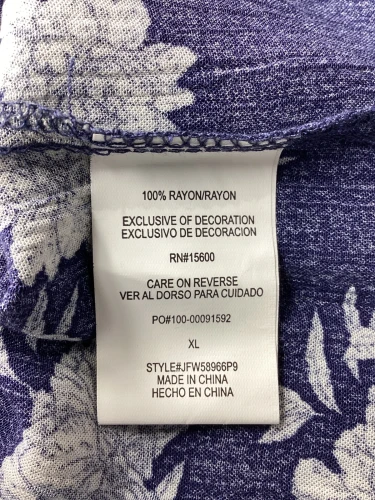 100% RAYON/RAYON
EXCLUSIVE OF DECORATION
EXCLUSIVO DE DECORACION
RN#15600
CARE ON REVERSE
VER AL DORSO PARA CUIDADO
PO#100-00091592
XL
STYLE#JFW58966P9
MADE IN CHINA
HECHO EN CHINA